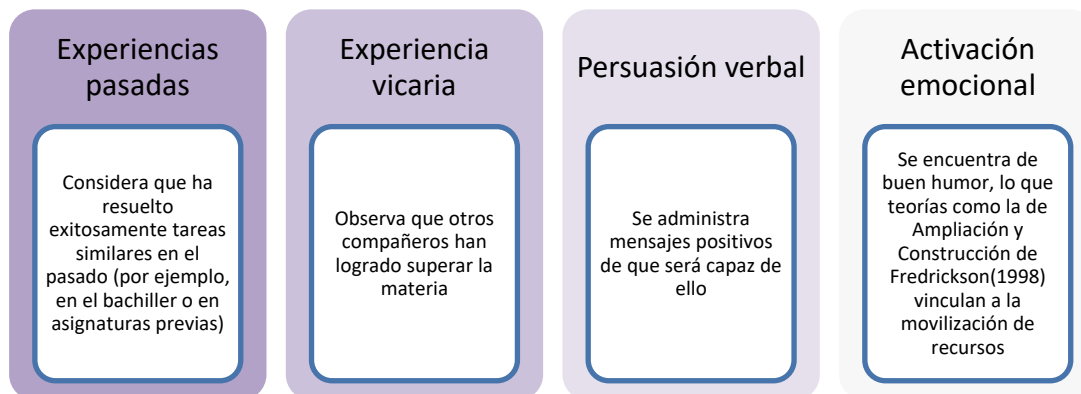 Experiencias
pasadas
Considera que ha
resuelto
exitosamente tareas
similares en el
pasado (por ejemplo,
en el bachiller o en
asignaturas previas)
Experiencia
vicaria
Observa que otros
compañeros han
logrado superar la
materia
Persuasión verbal
Se administra
mensajes positivos
de que será capaz de
ello
Activación
emocional
Se encuentra de
buen humor, lo que
teorías como la de
Ampliación y
Construcción de
Fredrickson(1998)
vinculan a la
movilización de
recursos